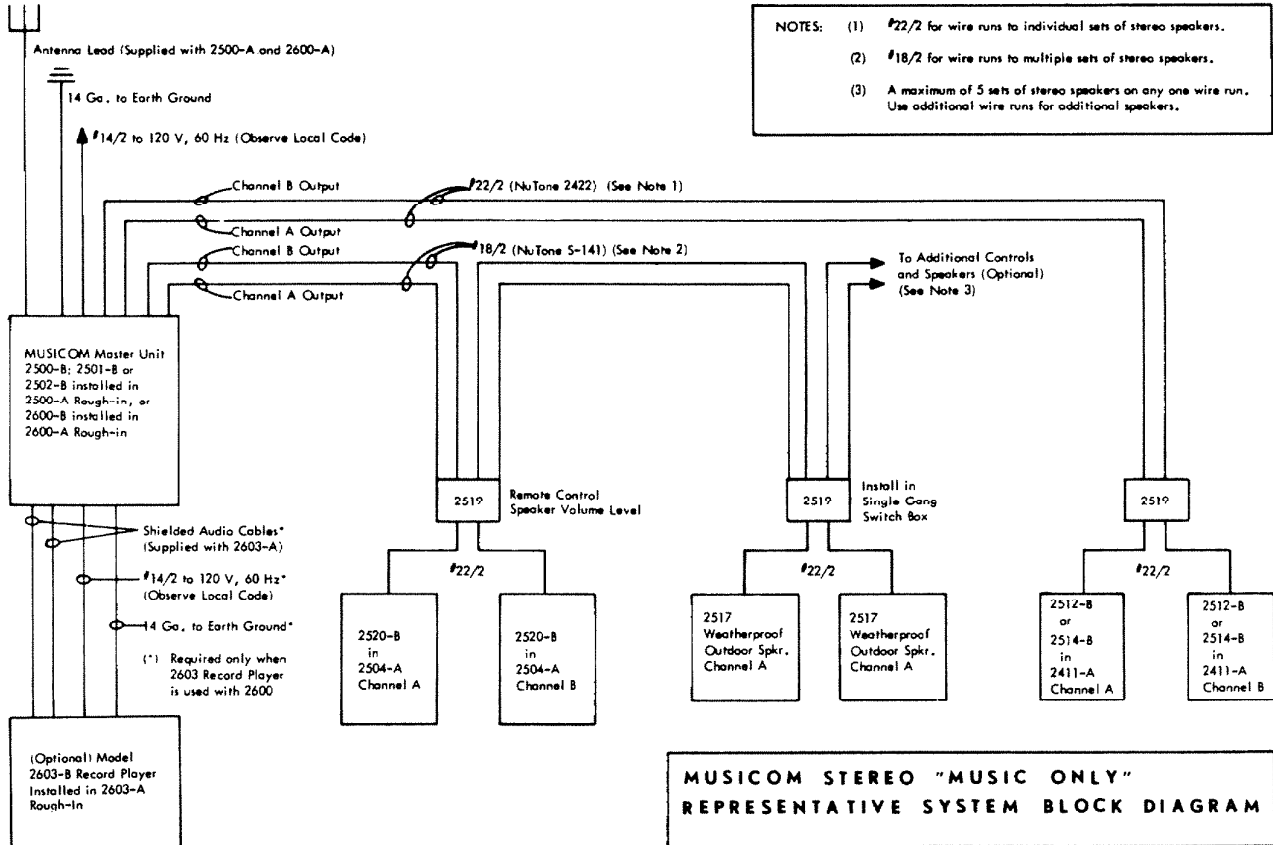 Antenna Lead (Supplied with 2500-A and 2600-A)
14 Ga. to Earth Ground
#14/2 to 120 V, 60 Hz (Observe Local Code)
NOTES: (1) #22/2 for wire runs to individual sets of stereo speakers.
(2) #18/2 for wire runs to multiple sets of stereo speakers.
(3) A maximum of 5 sets of stereo speakers on any one wire run.
Use additional wire runs for additional speakers.
Channel B Output
#22/2 (NuTone 2422) (See Note 1)
Channel A Output
Channel B Output
#18/2 (NuTone S-141) (See Note 2)
Channel A Output
To Additional Controls
and Speakers (Optional)
(See Note 3)
MUSICOM Master Unit
2500-B; 2501-B or
2502-B installed in
2500-A Rough-in, or
2600-B installed in
2600-A Rough-in
2519
Remote Control
Speaker Volume Level
2519
Install in
Single Gang
Switch Box
2519
Shielded Audio Cables*
(Supplied with 2603-A)
#14/2 to 120 V, 60 Hz*
(Observe Local Code)
14 Ga. to Earth Ground*
(*) Required only when
2603 Record Player
is used with 2600
#22/2
#22/2
#22/2
2520-B
in
2504-A
Channel A
2520-B
in
2504-A
Channel B
2517
Weatherproof
Outdoor Spkr.
Channel A
2517
Weatherproof
Outdoor Spkr.
Channel A
2512-B
or
2514-B
in
2411-A
Channel A
2512-B
or
2514-B
in
2411-A
Channel B
(Optional) Model
2603-B Record Player
Installed in 2603-A
Rough-In
MUSICOM STEREO "MUSIC ONLY"
REPRESENTATIVE SYSTEM BLOCK DIAGRAM